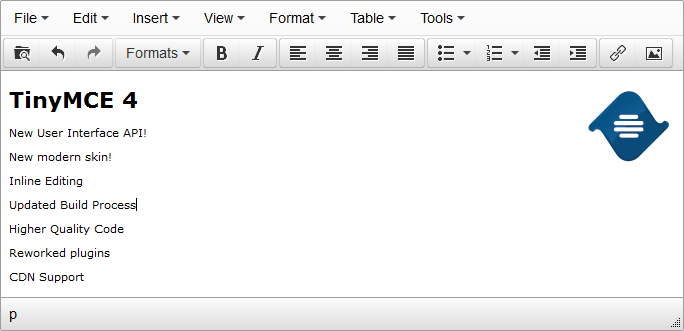 File Edit Insert View Format Table Tools
Formats B I
TinyMCE 4
New User Interface API!
New modern skin!
Inline Editing
Updated Build Process
Higher Quality Code
Reworked plugins
CDN Support
p